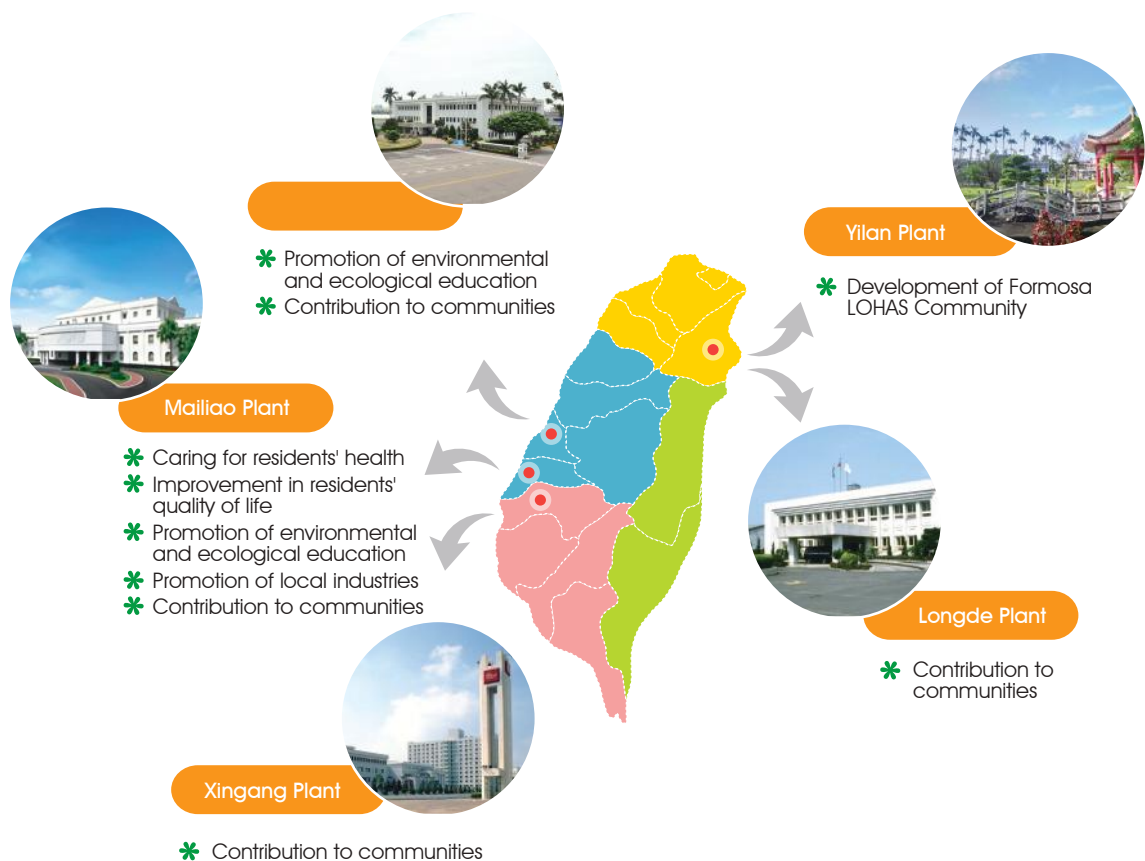 Promotion of environmental
and ecological education
Contribution to communities
Yilan Plant
Development of Formosa
LOHAS Community
Mailiao Plant
Caring for residents' health
Improvement in residents'
quality of life
Promotion of environmental
and ecological education
Promotion of local industries
Contribution to communities
Longde Plant
Contribution to
communities
Xingang Plant
Contribution to communities